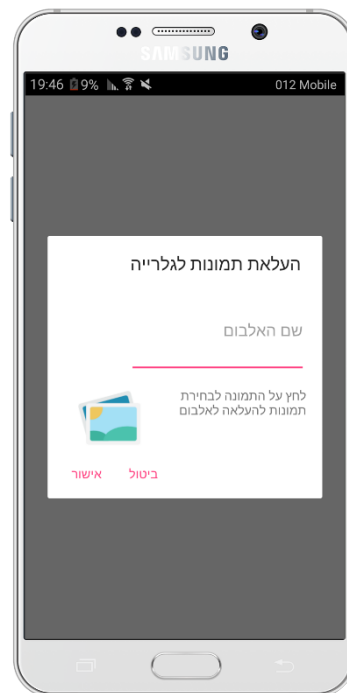 SAMSUNG
19:46 9% 012 Mobile
העלאת תמונות לגלרייה
שם האלבום
לחץ על התמונה לבחירת
תמונות להעלאה לאלבום
ביטול אישור